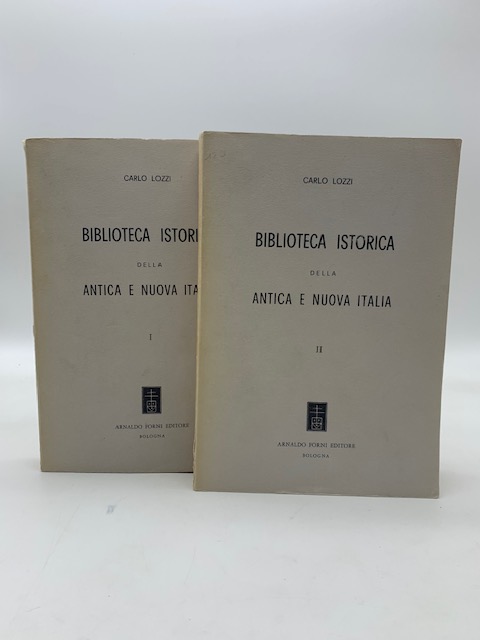 CARLO LOZZI
BIBLIOTECA ISTORI
DELLA
ANTICA E NUOVA ITA
I
ARNALDO FORNI EDITORE
BOLOGNA
CARLO LOZZI
BIBLIOTECA ISTORICA
DELLA
ANTICA E NUOVA ITALIA
II
ARNALDO FORNI EDITORE
BOLOGNA